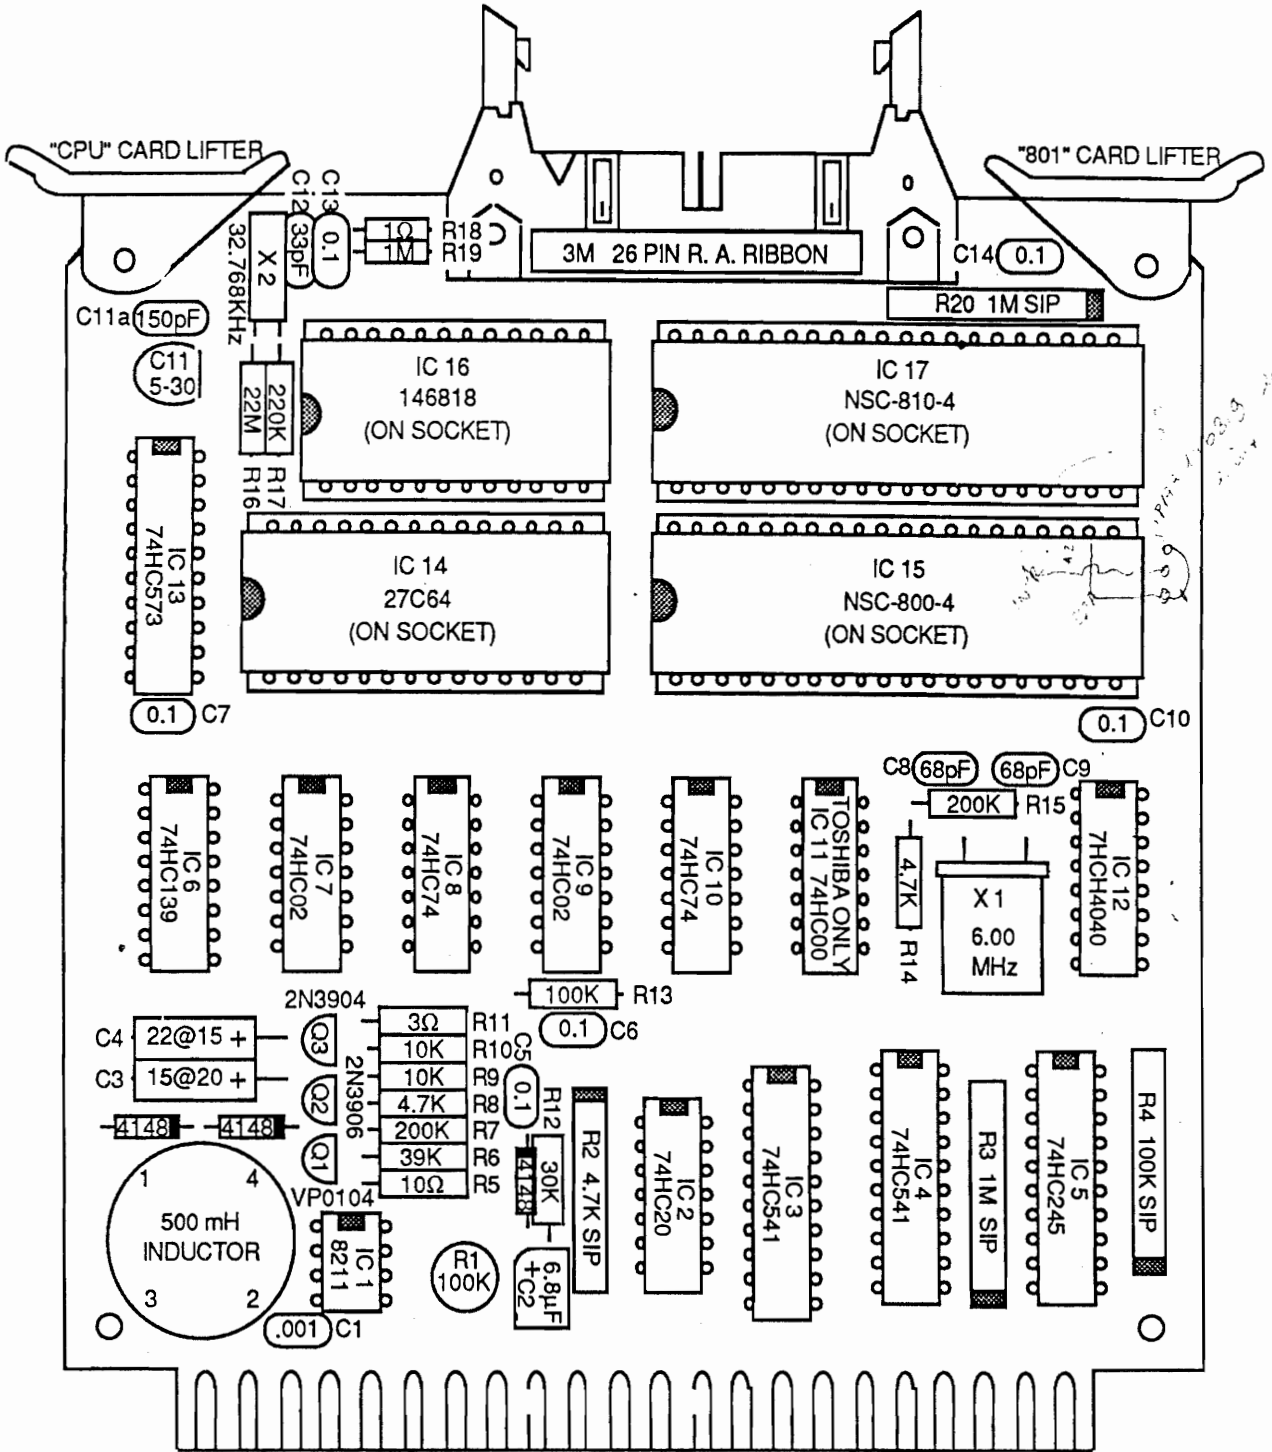 "CPU" CARD LIFTER
"801" CARD LIFTER
C12
33pF
C13
0.1
1Ω R18
1M R19
3M 26 PIN R. A. RIBBON
C14 0.1
R20 1M SIP
X 2
32.768KHz
C11a 150pF
C11
5-30
22M
R16
220K
R17
IC 16
146818
(ON SOCKET)
IC 17
NSC-810-4
(ON SOCKET)
IC 13
74HC573
IC 14
27C64
(ON SOCKET)
IC 15
NSC-800-4
(ON SOCKET)
0.1 C7
0.1 C10
C8 68pF
68pF C9
200K R15
IC 6
74HC139
IC 7
74HC02
IC 8
74HC74
IC 9
74HC02
IC 10
74HC74
TOSHIBA ONLY
IC 11 74HC00
4,7K
R14
X 1
6.00
MHz
IC 12
7HCH4040
100K R13
0.1 C6
2N3904
C4 22@15 +
C3 15@20 +
Q3
Q2
Q1
2N3906
VP0104
3Ω R11
10K R10
10K R9
4.7K R8
200K R7
39K R6
10Ω R5
C5
0.1
R12
30K
4148
4148
4148
1
4
500 mH
INDUCTOR
3
2
IC 1
8211
.001 C1
R1
100K
6.8µF
+C2
R2 4.7K SIP
IC 2
74HC20
IC 3
74HC541
IC 4
74HC541
R3 1M SIP
IC 5
74HC245
R4 100K SIP